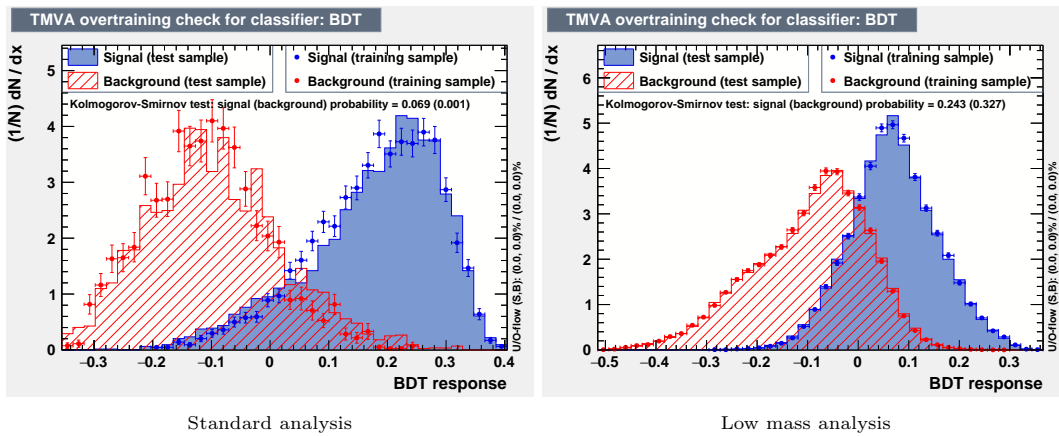 TMVA overtraining check for classifier: BDT
(1/N) dN / dx
Signal (test sample)
Background (test sample)
Signal (training sample)
Background (training sample)
Kolmogorov-Smirnov test: signal (background) probability = 0.069 (0.001)
5
4
3
2
1
0
−0.3 −0.2 −0.1 0 0.1 0.2 0.3 0.4
BDT response
U/O-flow (S,B): (0.0, 0.0)% / (0.0, 0.0)%
Standard analysis
TMVA overtraining check for classifier: BDT
(1/N) dN / dx
Signal (test sample)
Background (test sample)
Signal (training sample)
Background (training sample)
Kolmogorov-Smirnov test: signal (background) probability = 0.243 (0.327)
6
5
4
3
2
1
0
−0.5 −0.4 −0.3 −0.2 −0.1 0 0.1 0.2 0.3
BDT response
U/O-flow (S,B): (0.0, 0.0)% / (0.0, 0.0)%
Low mass analysis